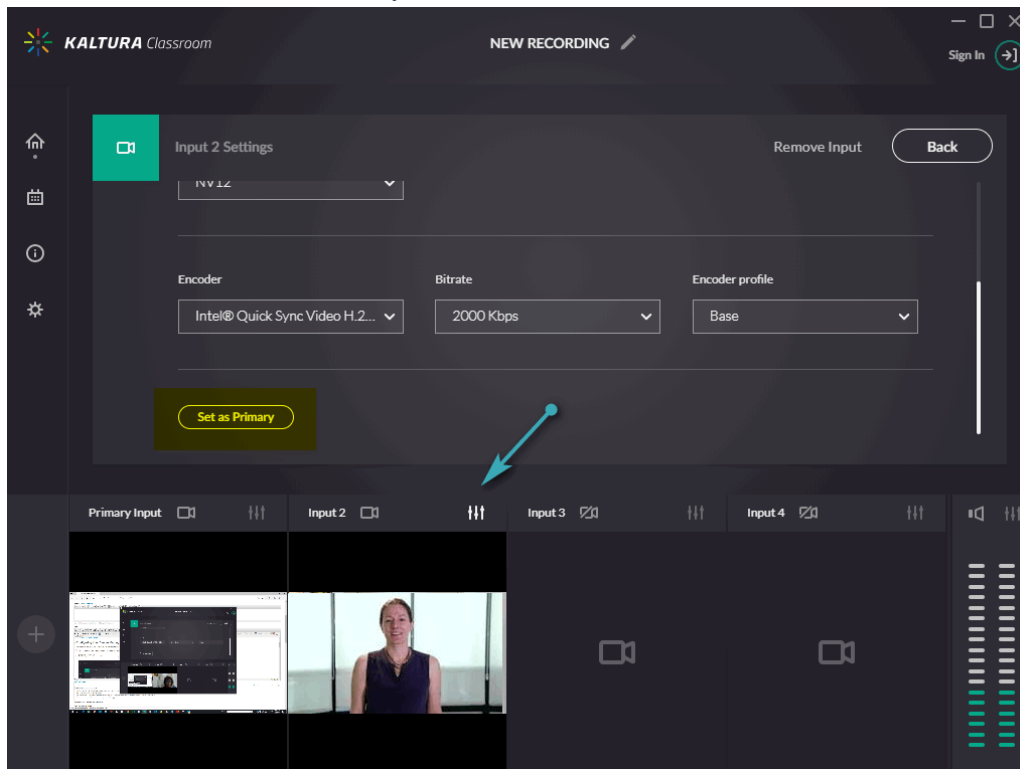 KALTURA Classroom
NEW RECORDING
Sign In
Input 2 Settings
Remove Input
Back
NV12
Encoder
Bitrate
Encoder profile
Intel® Quick Sync Video H.2...
2000 Kbps
Base
Set as Primary
Primary Input
Input 2
Input 3
Input 4